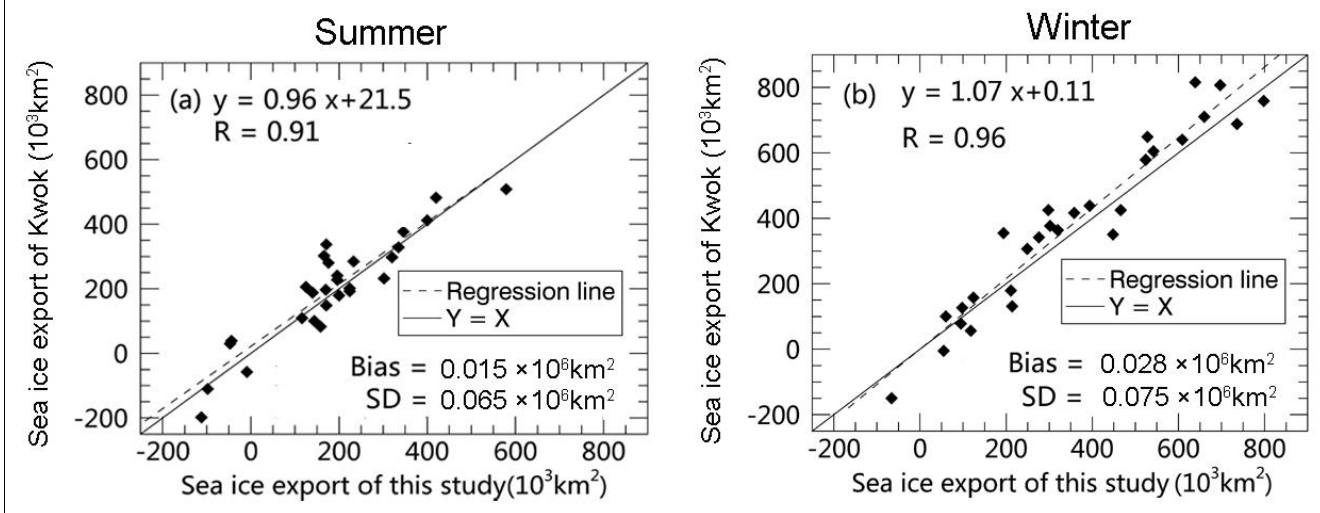 Summer
Sea ice export of Kwok (10³km²)
800
600
400
200
0
-200
(a) y = 0.96 x+21.5
R = 0.91
Regression line
Y = X
Bias = 0.015 ×10⁶km²
SD = 0.065 ×10⁶km²
-200 0 200 400 600 800
Sea ice export of this study(10³km²)
Winter
Sea ice export of Kwok (10³km²)
800
600
400
200
0
-200
(b) y = 1.07 x+0.11
R = 0.96
Regression line
Y = X
Bias = 0.028 ×10⁶km²
SD = 0.075 ×10⁶km²
-200 0 200 400 600 800
Sea ice export of this study (10³km²)